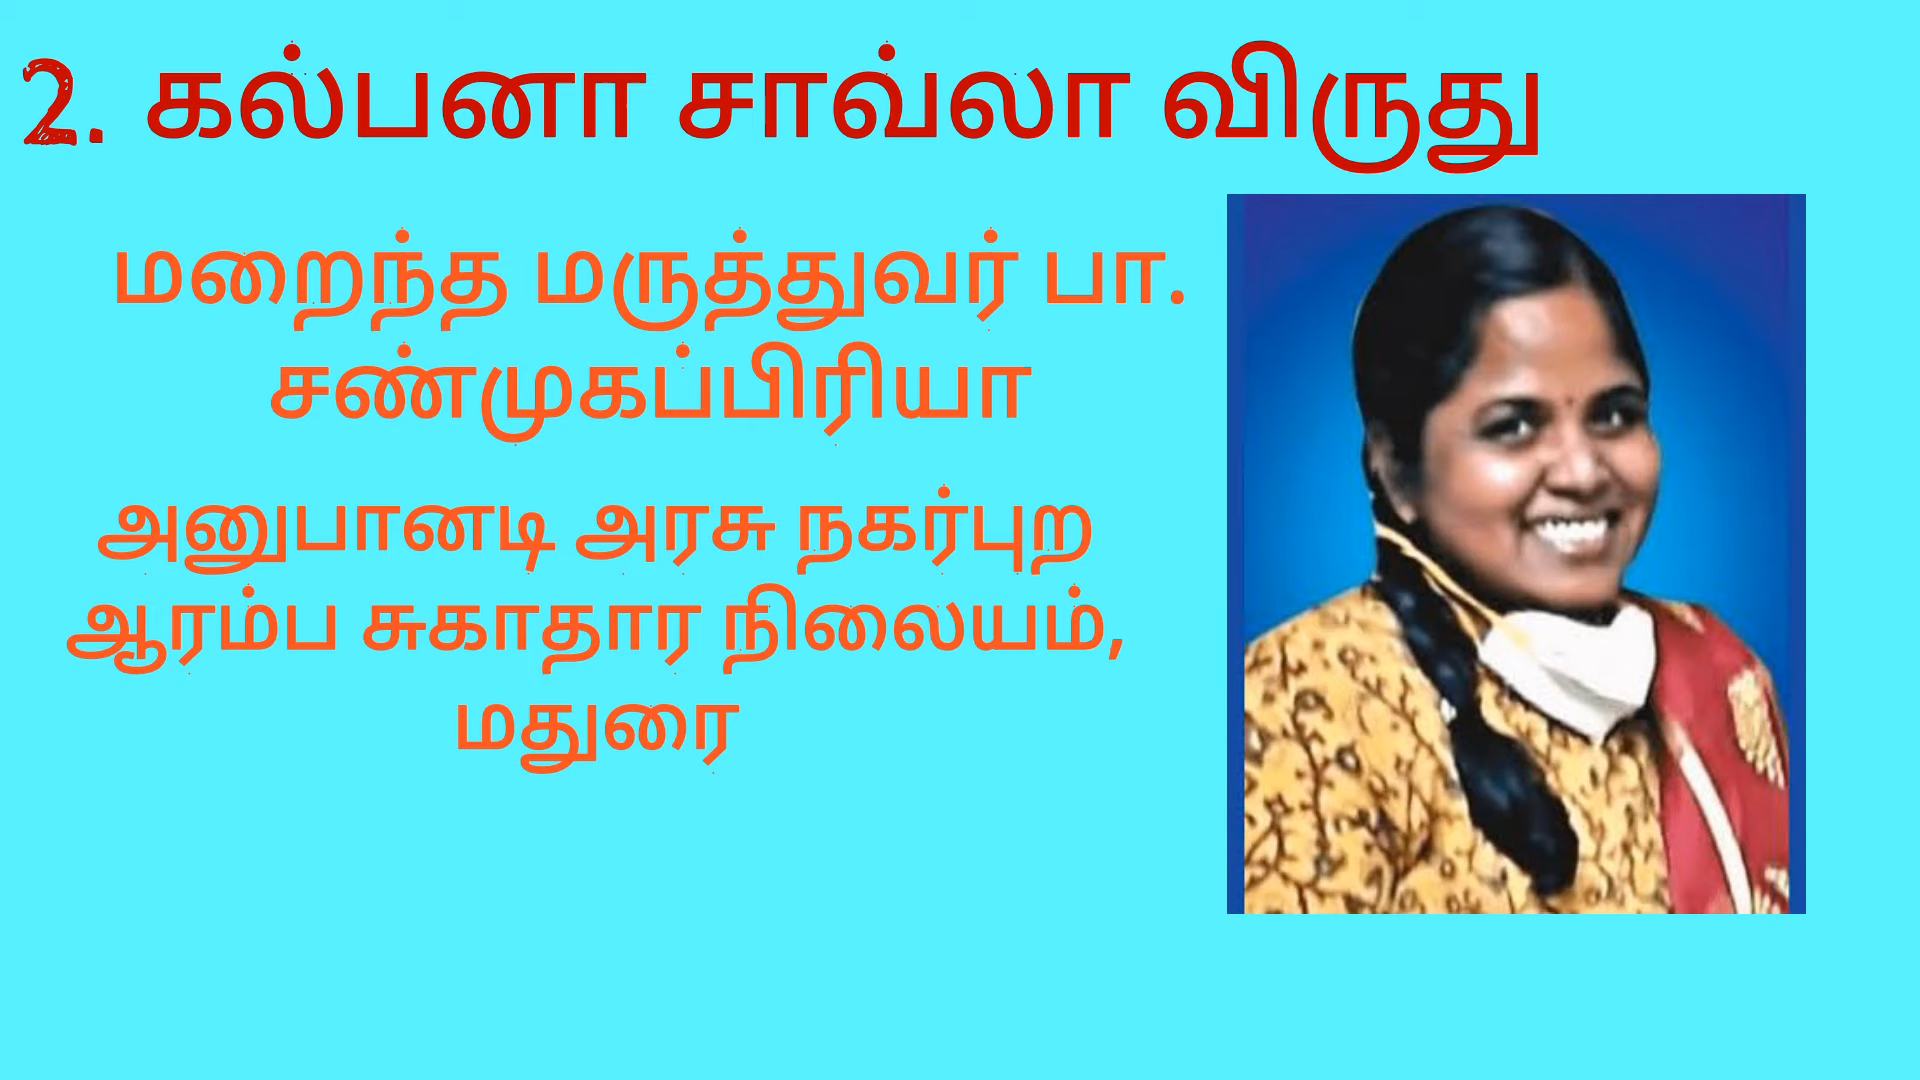 2. கல்பனா சாவ்லா விருது
மறைந்த மருத்துவர் பா.
சண்முகப்பிரியா
அனுபானடி அரசு நகர்புற
ஆரம்ப சுகாதார நிலையம்,
மதுரை